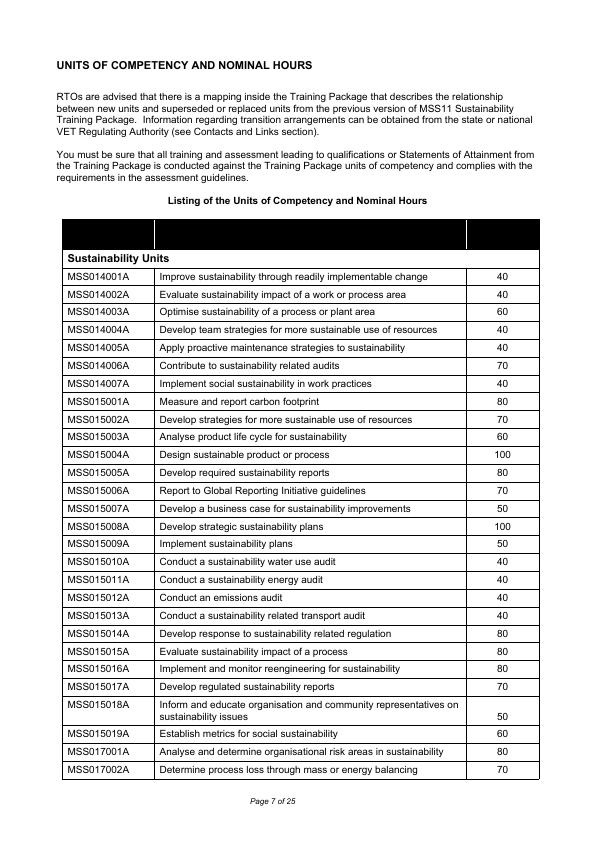 UNITS OF COMPETENCY AND NOMINAL HOURS
RTOs are advised that there is a mapping inside the Training Package that describes the relationship
between new units and superseded or replaced units from the previous version of MSS11 Sustainability
Training Package.  Information regarding transition arrangements can be obtained from the state or national
VET Regulating Authority (see Contacts and Links section).
You must be sure that all training and assessment leading to qualifications or Statements of Attainment from
the Training Package is conducted against the Training Package units of competency and complies with the
requirements in the assessment guidelines.
Listing of the Units of Competency and Nominal Hours
Sustainability Units
MSS014001A Improve sustainability through readily implementable change 40
MSS014002A Evaluate sustainability impact of a work or process area 40
MSS014003A Optimise sustainability of a process or plant area 60
MSS014004A Develop team strategies for more sustainable use of resources 40
MSS014005A Apply proactive maintenance strategies to sustainability 40
MSS014006A Contribute to sustainability related audits 70
MSS014007A Implement social sustainability in work practices 40
MSS015001A Measure and report carbon footprint 80
MSS015002A Develop strategies for more sustainable use of resources 70
MSS015003A Analyse product life cycle for sustainability 60
MSS015004A Design sustainable product or process 100
MSS015005A Develop required sustainability reports 80
MSS015006A Report to Global Reporting Initiative guidelines 70
MSS015007A Develop a business case for sustainability improvements 50
MSS015008A Develop strategic sustainability plans 100
MSS015009A Implement sustainability plans 50
MSS015010A Conduct a sustainability water use audit 40
MSS015011A Conduct a sustainability energy audit 40
MSS015012A Conduct an emissions audit 40
MSS015013A Conduct a sustainability related transport audit 40
MSS015014A Develop response to sustainability related regulation 80
MSS015015A Evaluate sustainability impact of a process 80
MSS015016A Implement and monitor reengineering for sustainability 80
MSS015017A Develop regulated sustainability reports 70
MSS015018A Inform and educate organisation and community representatives on
sustainability issues 50
MSS015019A Establish metrics for social sustainability 60
MSS017001A Analyse and determine organisational risk areas in sustainability 80
MSS017002A Determine process loss through mass or energy balancing 70
Page 7 of 25